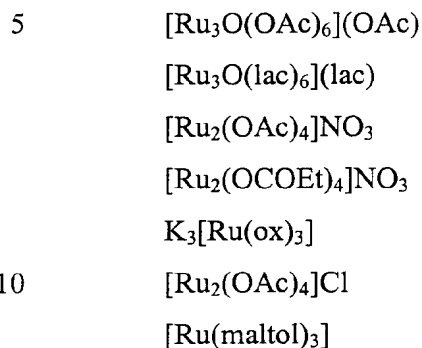 5 [Ru₃O(OAc)₆](OAc)
[Ru₃O(lac)₆](lac)
[Ru₂(OAc)₄]NO₃
[Ru₂(OCOEt)₄]NO₃
K₃[Ru(ox)₃]
10 [Ru₂(OAc)₄]Cl
[Ru(maltol)₃]